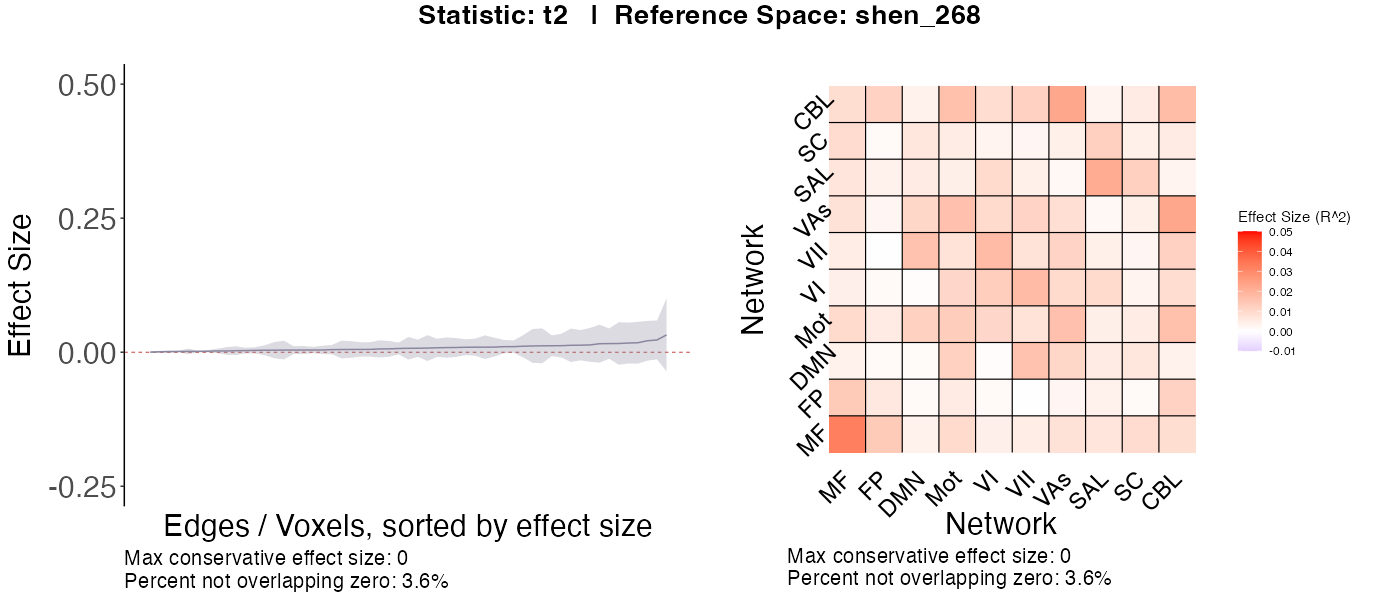 Statistic: t2 | Reference Space: shen_268
0.50
0.25
0.00
-0.25
Effect Size
Edges / Voxels, sorted by effect size
Max conservative effect size: 0
Percent not overlapping zero: 3.6%
Network
CBL
SC
SAL
VAs
VII
VI
Mot
DMN
FP
MF
MF FP DMN Mot VI VII VAs SAL SC CBL
Network
Max conservative effect size: 0
Percent not overlapping zero: 3.6%
Effect Size (R^2)
0.05
0.04
0.03
0.02
0.01
0.00
-0.01